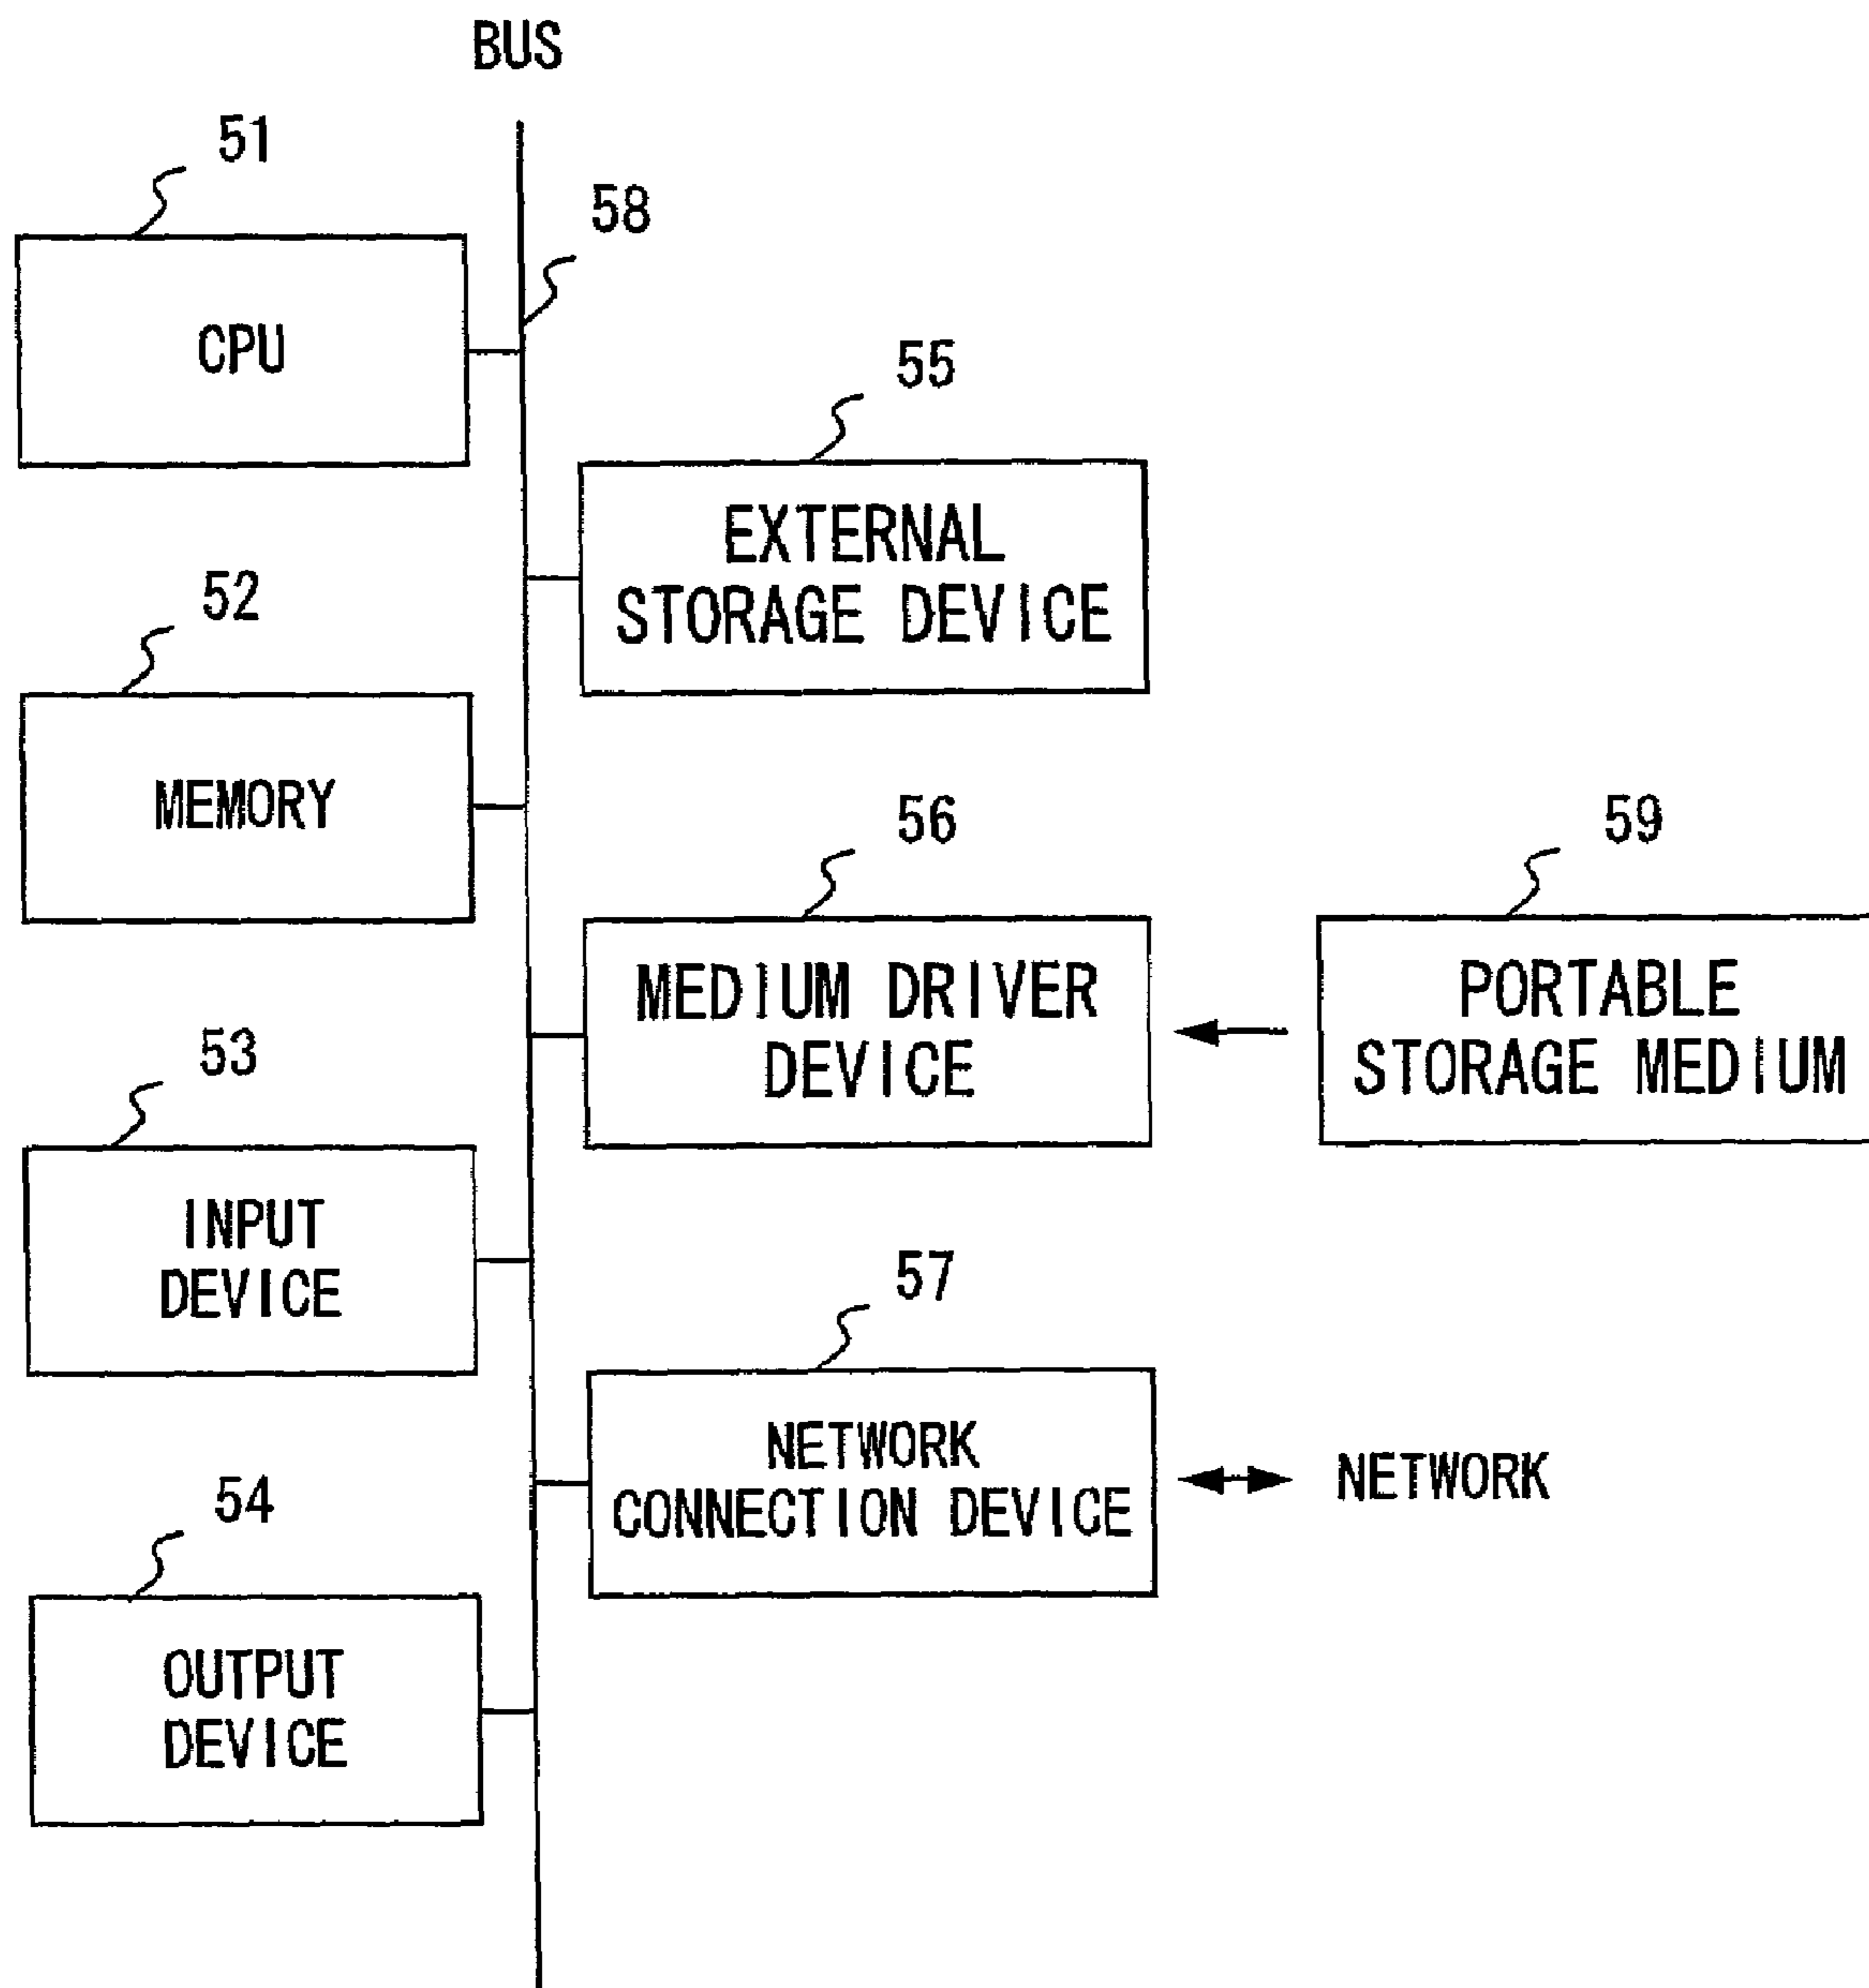 BUS
51
58
CPU
55
EXTERNAL
STORAGE DEVICE
52
MEMORY
56
59
MEDIUM DRIVER
DEVICE
PORTABLE
STORAGE MEDIUM
53
INPUT
DEVICE
57
NETWORK
CONNECTION DEVICE
NETWORK
54
OUTPUT
DEVICE